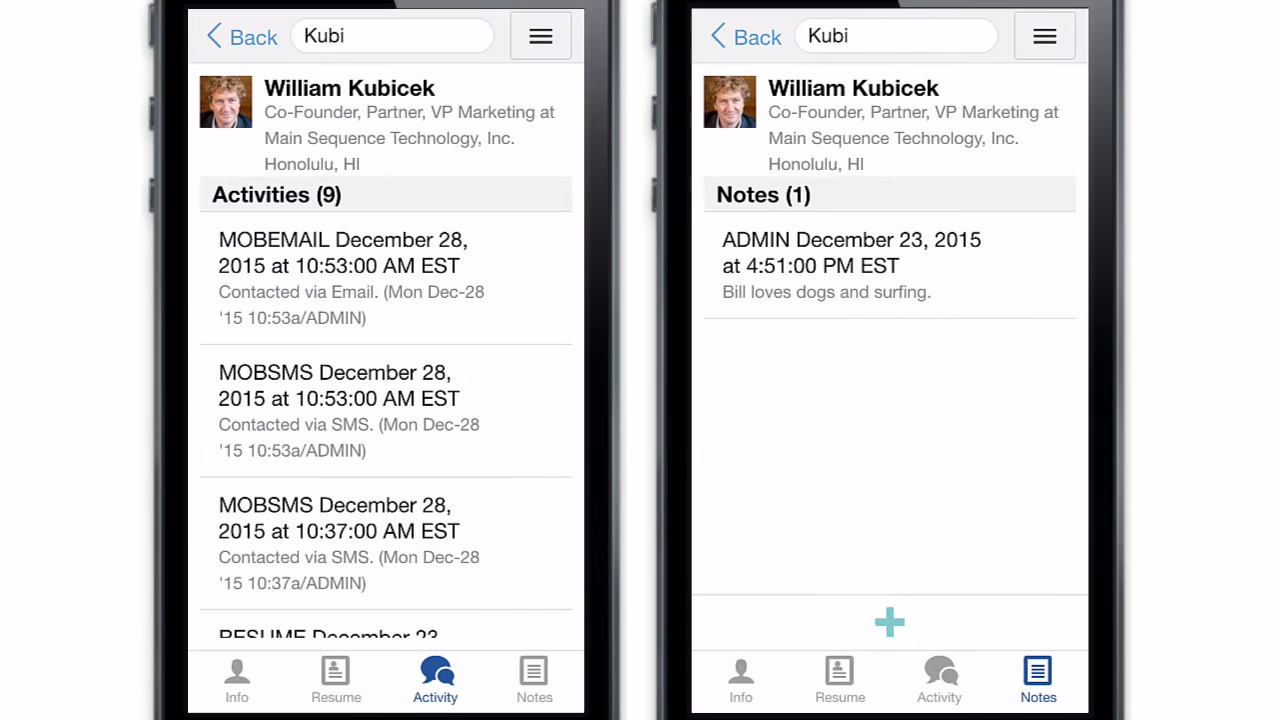 Back
Kubi
William Kubicek
Co-Founder, Partner, VP Marketing at
Main Sequence Technology, Inc.
Honolulu, HI
Activities (9)
MOBEMAIL December 28,
2015 at 10:53:00 AM EST
Contacted via Email. (Mon Dec-28
'15 10:53a/ADMIN)
MOBSMS December 28,
2015 at 10:53:00 AM EST
Contacted via SMS. (Mon Dec-28
'15 10:53a/ADMIN)
MOBSMS December 28,
2015 at 10:37:00 AM EST
Contacted via SMS. (Mon Dec-28
'15 10:37a/ADMIN)
RESUME December 23,
Info
Resume
Activity
Notes
Back
Kubi
William Kubicek
Co-Founder, Partner, VP Marketing at
Main Sequence Technology, Inc.
Honolulu, HI
Notes (1)
ADMIN December 23, 2015
at 4:51:00 PM EST
Bill loves dogs and surfing.
Info
Resume
Activity
Notes